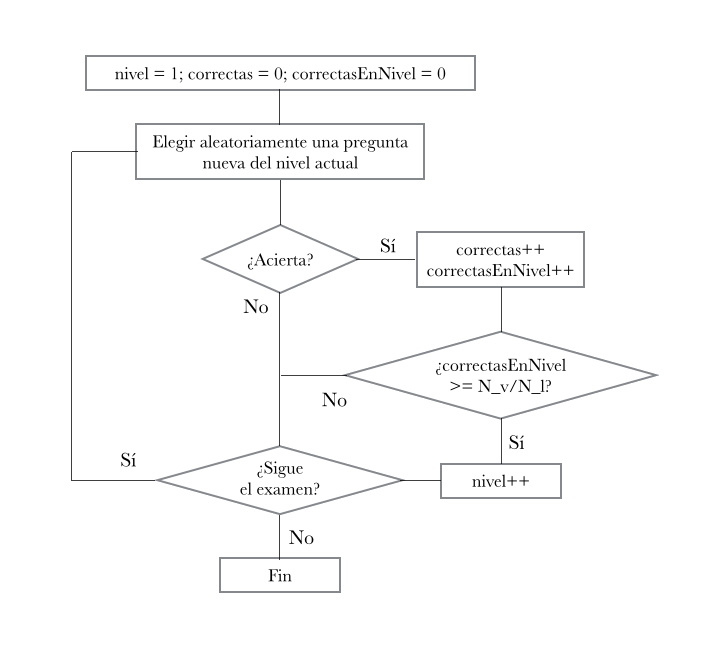 nivel = 1; correctas = 0; correctasEnNivel = 0
Elegir aleatoriamente una pregunta
nueva del nivel actual
¿Acierta?
Sí
correctas++
correctasEnNivel++
No
¿correctasEnNivel
>= N_v/N_l?
No
Sí
Sí
¿Sigue
el examen?
nivel++
No
Fin